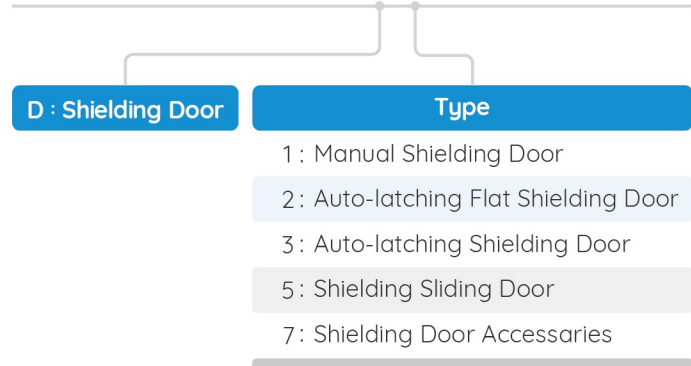 D : Shielding Door
Type
1 : Manual Shielding Door
2 : Auto-latching Flat Shielding Door
3 : Auto-latching Shielding Door
5 : Shielding Sliding Door
7 : Shielding Door Accessaries